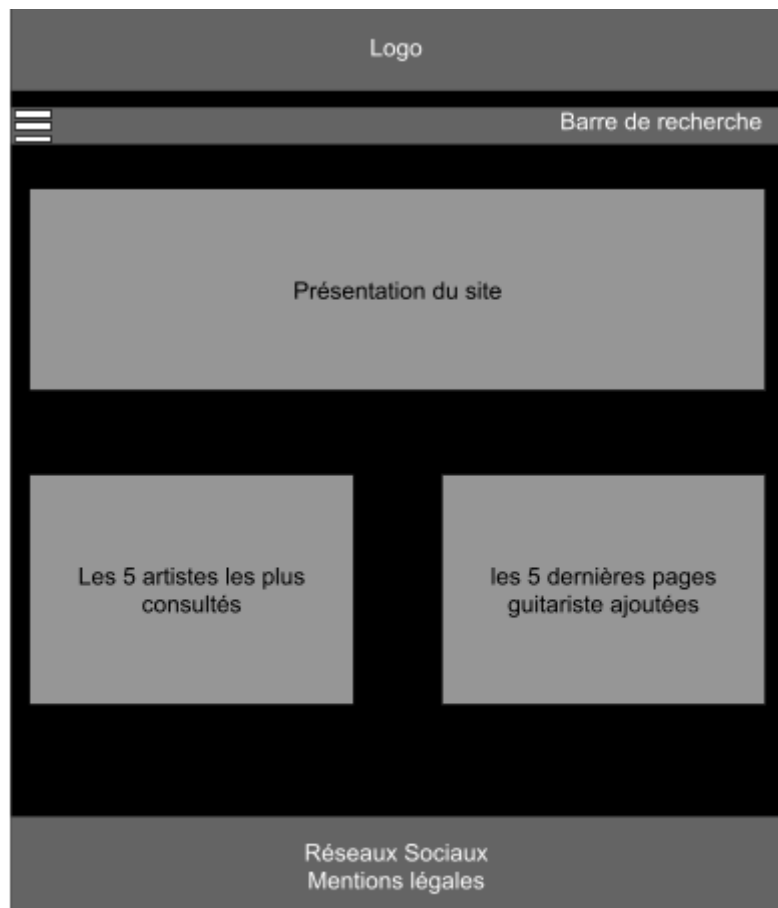 Logo
Barre de recherche
Présentation du site
Les 5 artistes les plus
consultés
les 5 dernières pages
guitariste ajoutées
Réseaux Sociaux
Mentions légales